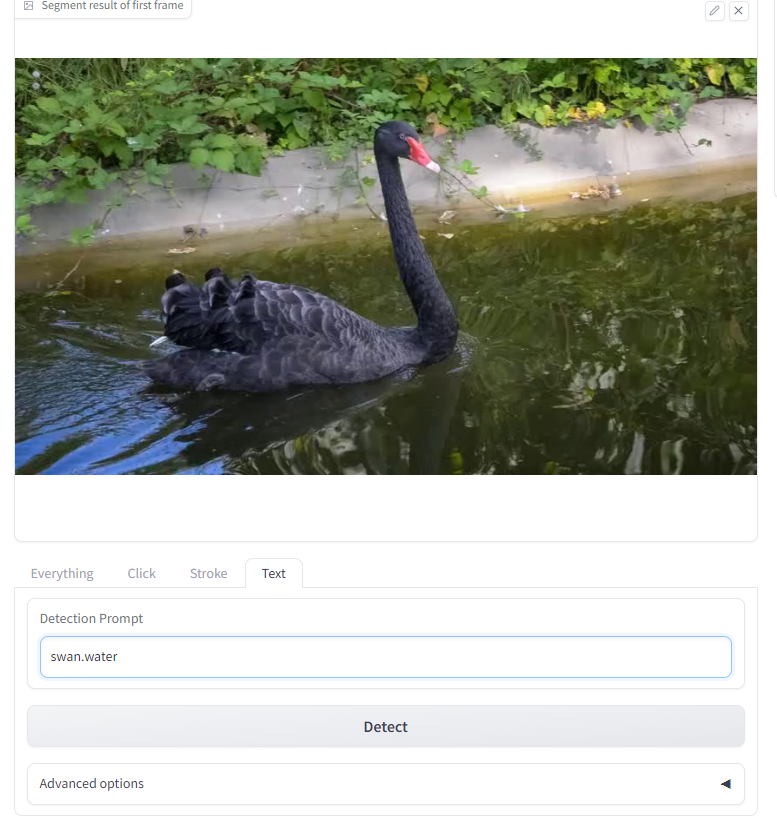 Segment result of first frame
Everything Click Stroke Text
Detection Prompt
swan.water
Detect
Advanced options